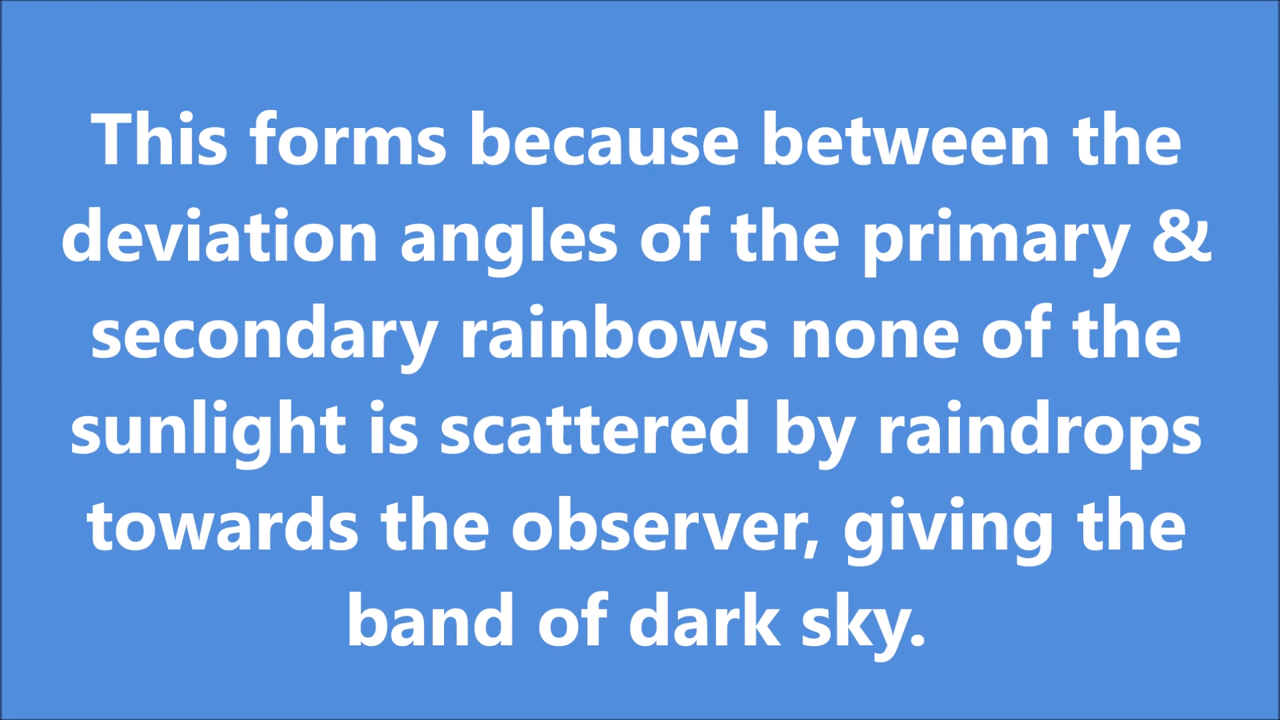 This forms because between the
deviation angles of the primary &
secondary rainbows none of the
sunlight is scattered by raindrops
towards the observer, giving the
band of dark sky.